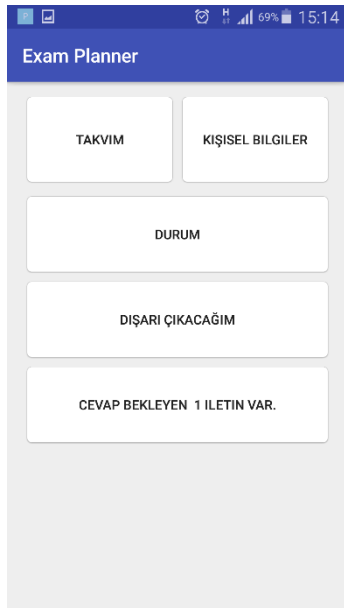 P H 69% 15:14
Exam Planner
TAKVIM KIŞISEL BILGILER
DURUM
DIŞARI ÇIKACAĞIM
CEVAP BEKLEYEN 1 ILETIN VAR.